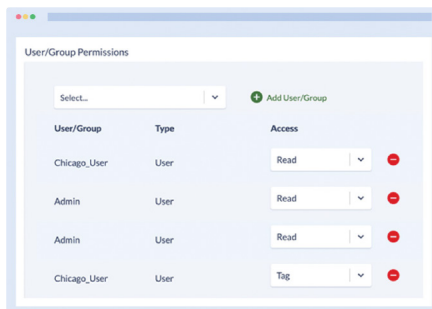 User/Group Permissions
Select...
Add User/Group
User/Group Type Access
Chicago_User User Read
Admin User Read
Admin User Read
Chicago_User User Tag